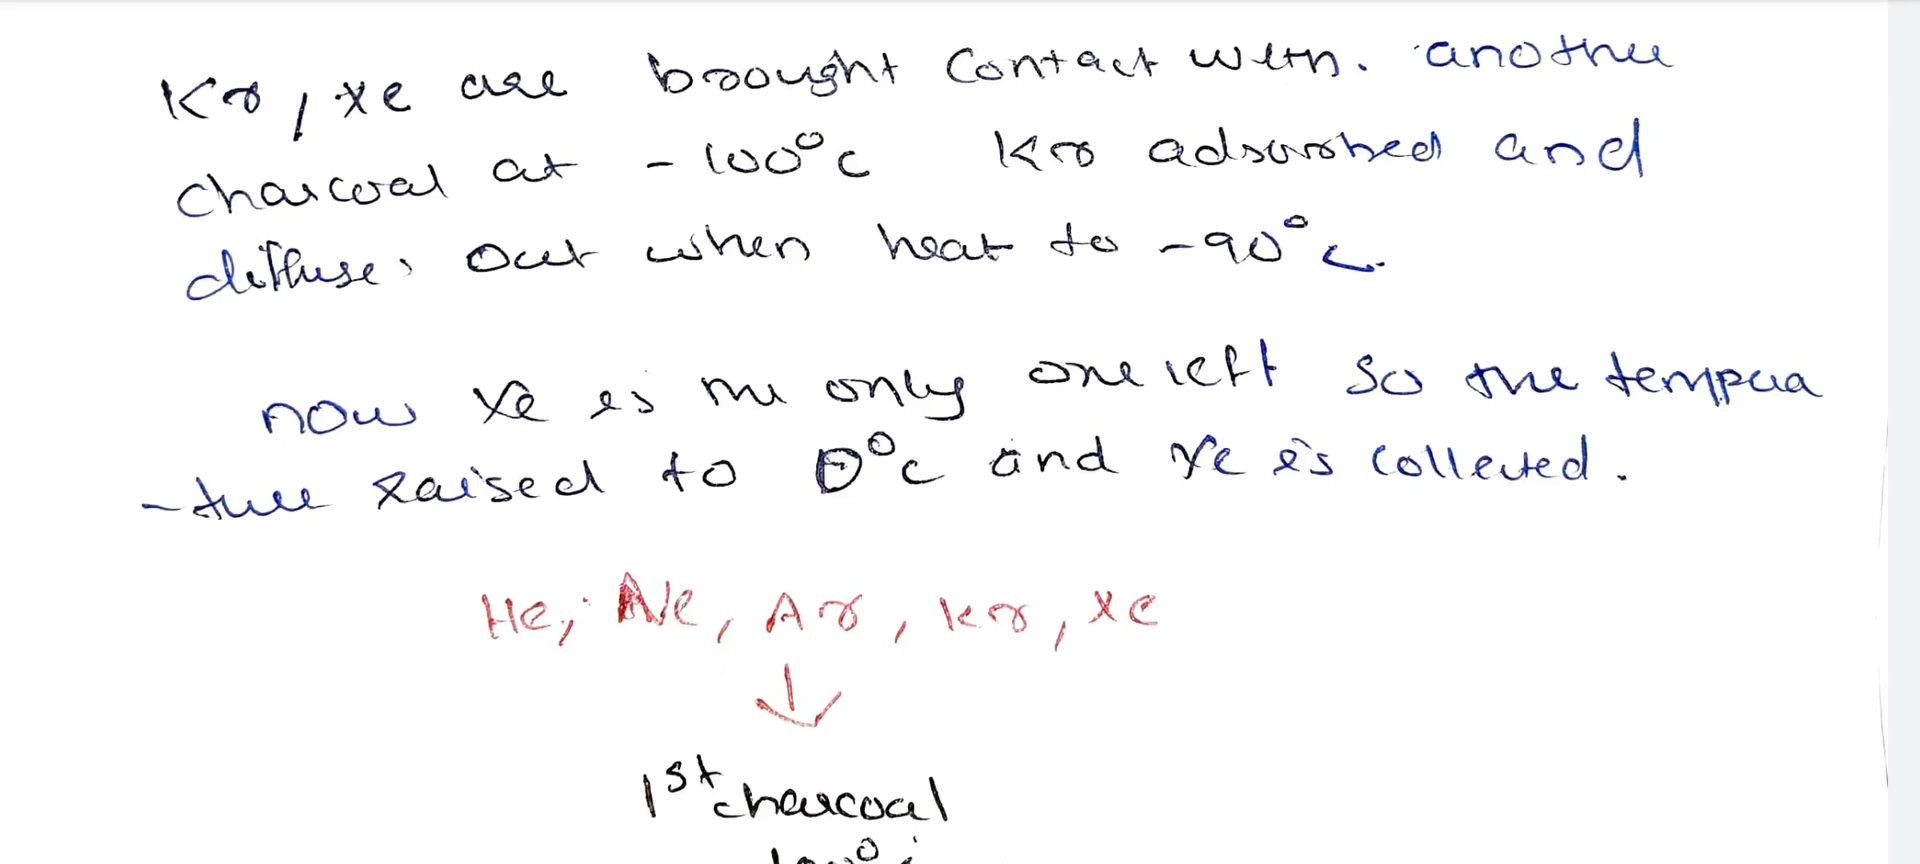 Kr, Xe are brought Contact with. another
charcoal at -100°C Kr adsorbed and
diffuses out when heat to -90°C.
now Xe is the only one left so the tempera
-ture raised to 0°C and Xe is collected.
He, Ne, Ar, Kr, Xe
↓
1st charcoal